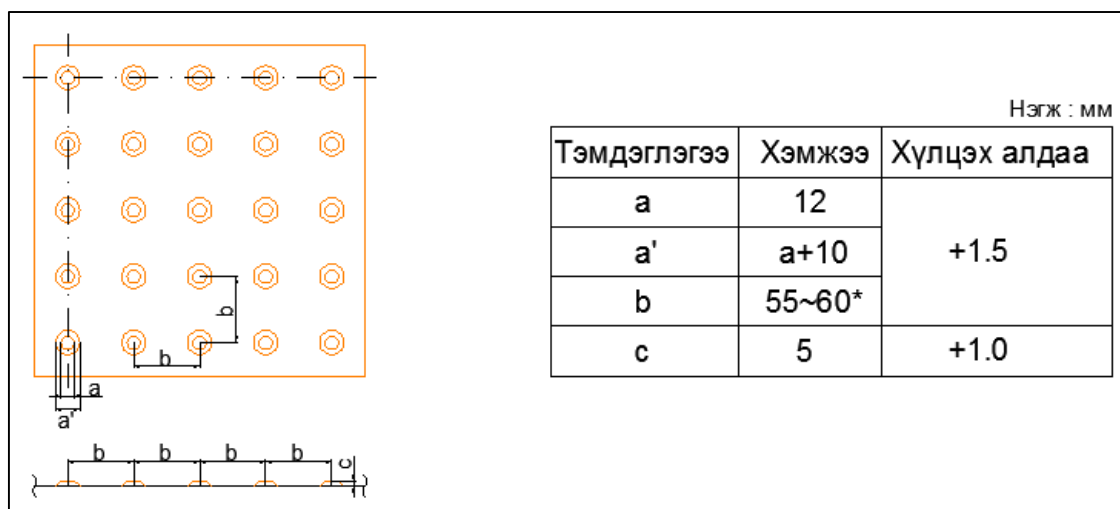 b
b
a
a'
b b b b c
Нэгж : мм
Тэмдэглэгээ Хэмжээ Хүлцэх алдаа
a 12 +1.5
a' a+10
b 55~60*
c 5 +1.0